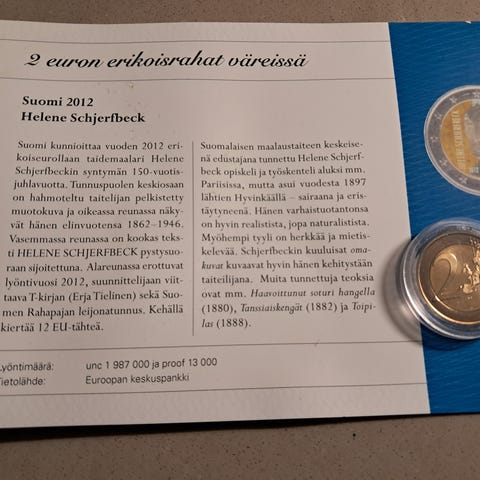 2 euron erikoisrahat väreissä
Suomi 2012
Helene Schjerfbeck
Suomi kunnioittaa vuoden 2012 eri-
koiseurollaan taidemaalari Helene
Schjerfbeckin syntymän 150-vuotis-
juhlavuotta. Tunnuspuolen keskiosaan
on hahmoteltu taiteilijan pelkistetty
muotokuva ja oikeassa reunassa näky-
vät hänen elinvuotensa 1862–1946.
Vasemmassa reunassa on kookas teks-
ti HELENE SCHJERFBECK pystysuo-
raan sijoitettuna. Alareunassa erottuvat
lyöntivuosi 2012, suunnittelijaan viit-
taava T-kirjan (Erja Tielinen) sekä Suo-
men Rahapajan leijonatunnus. Kehällä
kiertää 12 EU-tähteä.
Suomalaisen maalaustaiteen keskeise-
nä edustajana tunnettu Helene Schjerf-
beck opiskeli ja työskenteli aluksi mm.
Pariisissa, mutta asui vuodesta 1897
lähtien Hyvinkäällä – sairaana ja eris-
täytyneenä. Hänen varhaistuotantonsa
on hyvin realistista, jopa naturalistista.
Myöhempi tyyli on herkkää ja mietis-
kelevää. Schjerfbeckin kuuluisat oma-
kuvat kuvaavat hyvin hänen kehitystään
taiteilijana. Muita tunnettuja teoksia
ovat mm. Haavoittunut soturi hangella
(1880), Tanssiaiskengät (1882) ja Toipi-
las (1888).
Lyöntimäärä: unc 1 987 000 ja proof 13 000
Tietolähde: Euroopan keskuspankki
HELENE SCHJERFBECK
2